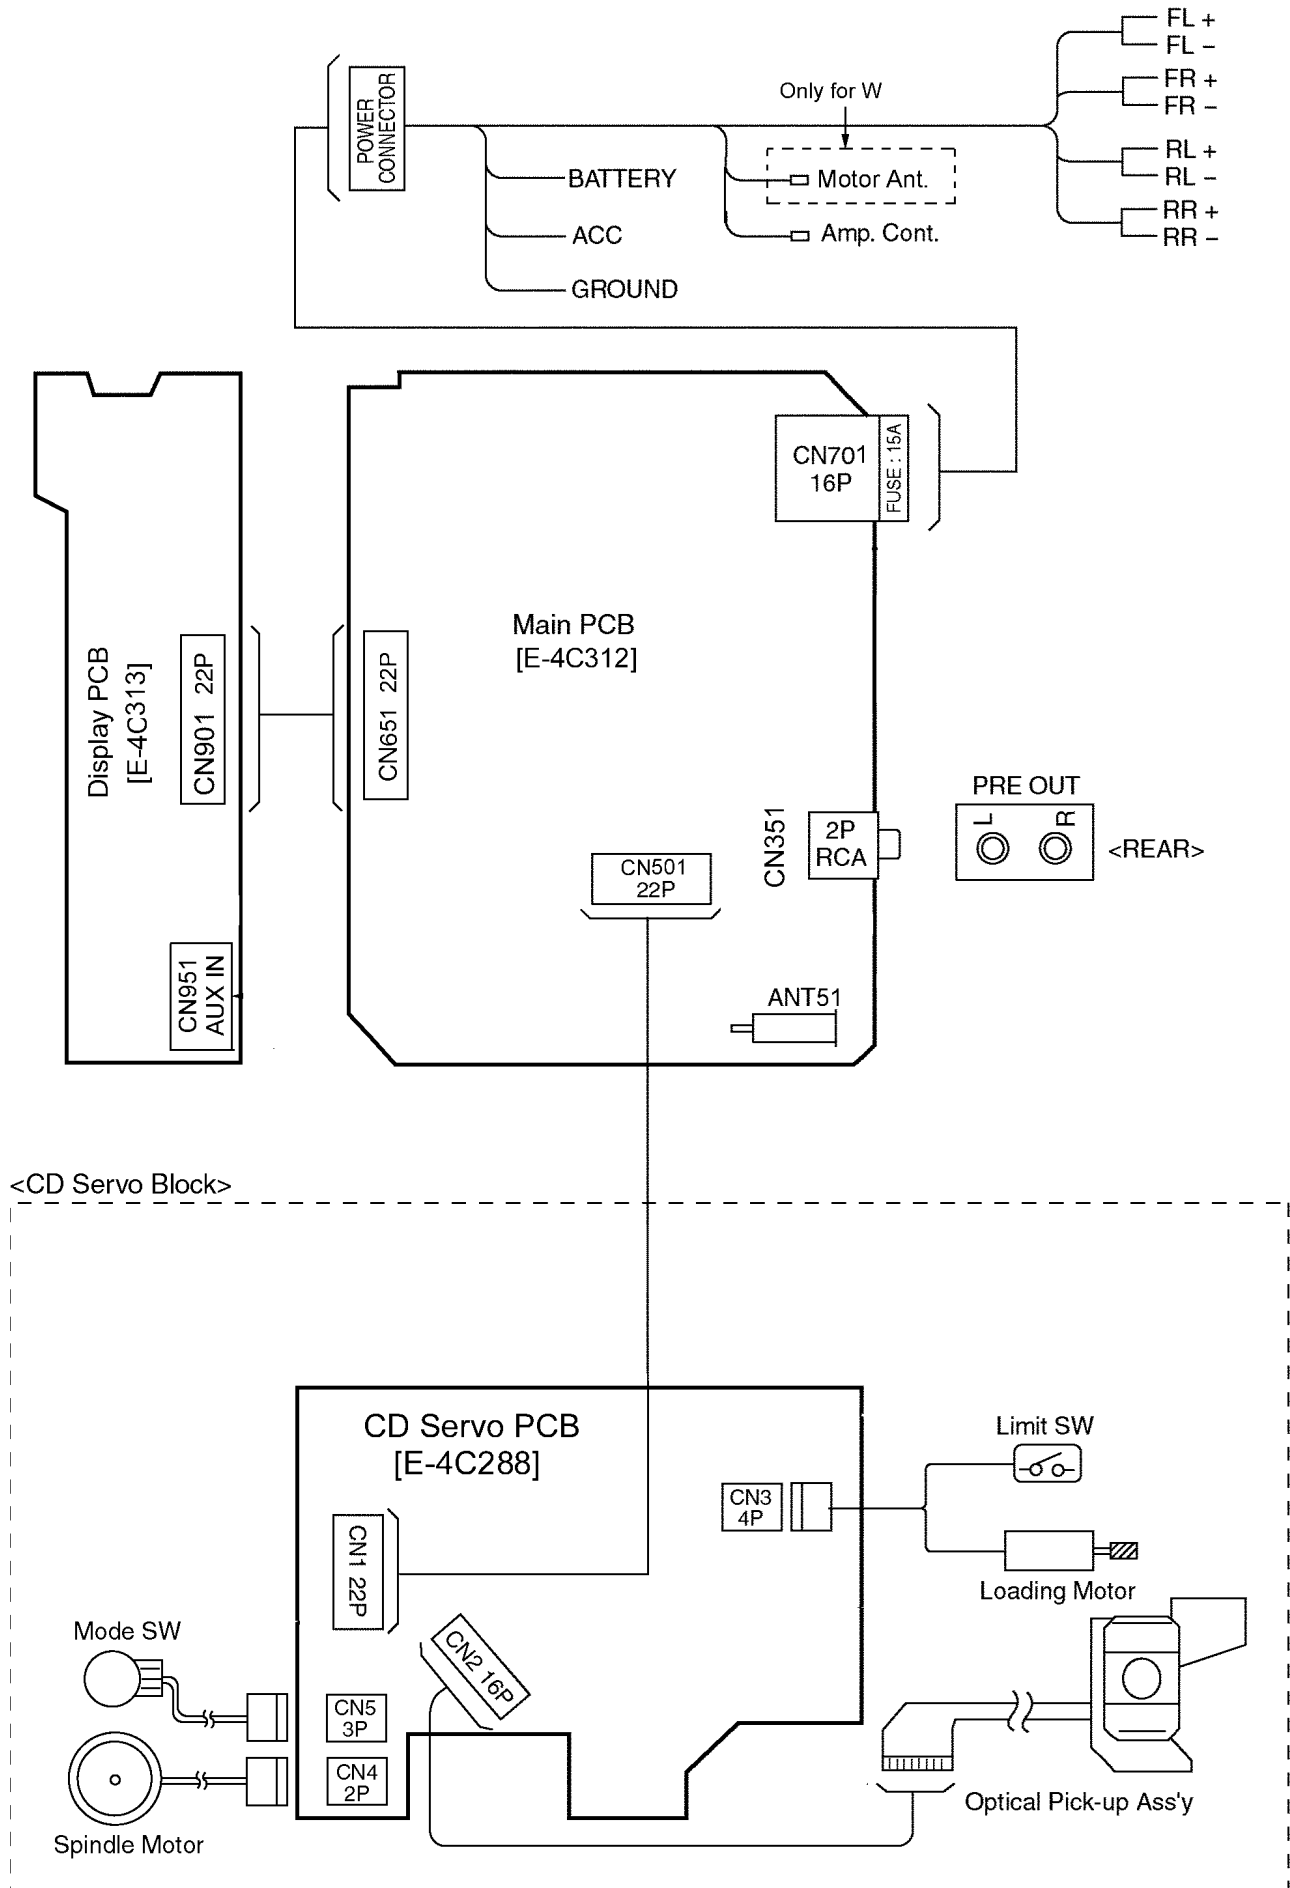 FL +
FL –
FR +
FR –
RL +
RL –
RR +
RR –
POWER
CONNECTOR
Only for W
BATTERY
Motor Ant.
ACC
Amp. Cont.
GROUND
CN701
16P
FUSE : 15A
Main PCB
[E-4C312]
Display PCB
[E-4C313]
CN901 22P
CN651 22P
CN351
2P
RCA
PRE OUT
L
R
<REAR>
CN501
22P
CN951
AUX IN
ANT51
<CD Servo Block>
CD Servo PCB
[E-4C288]
Limit SW
CN3
4P
CN1 22P
Loading Motor
Mode SW
CN2 16P
CN5
3P
CN4
2P
Optical Pick-up Ass'y
Spindle Motor